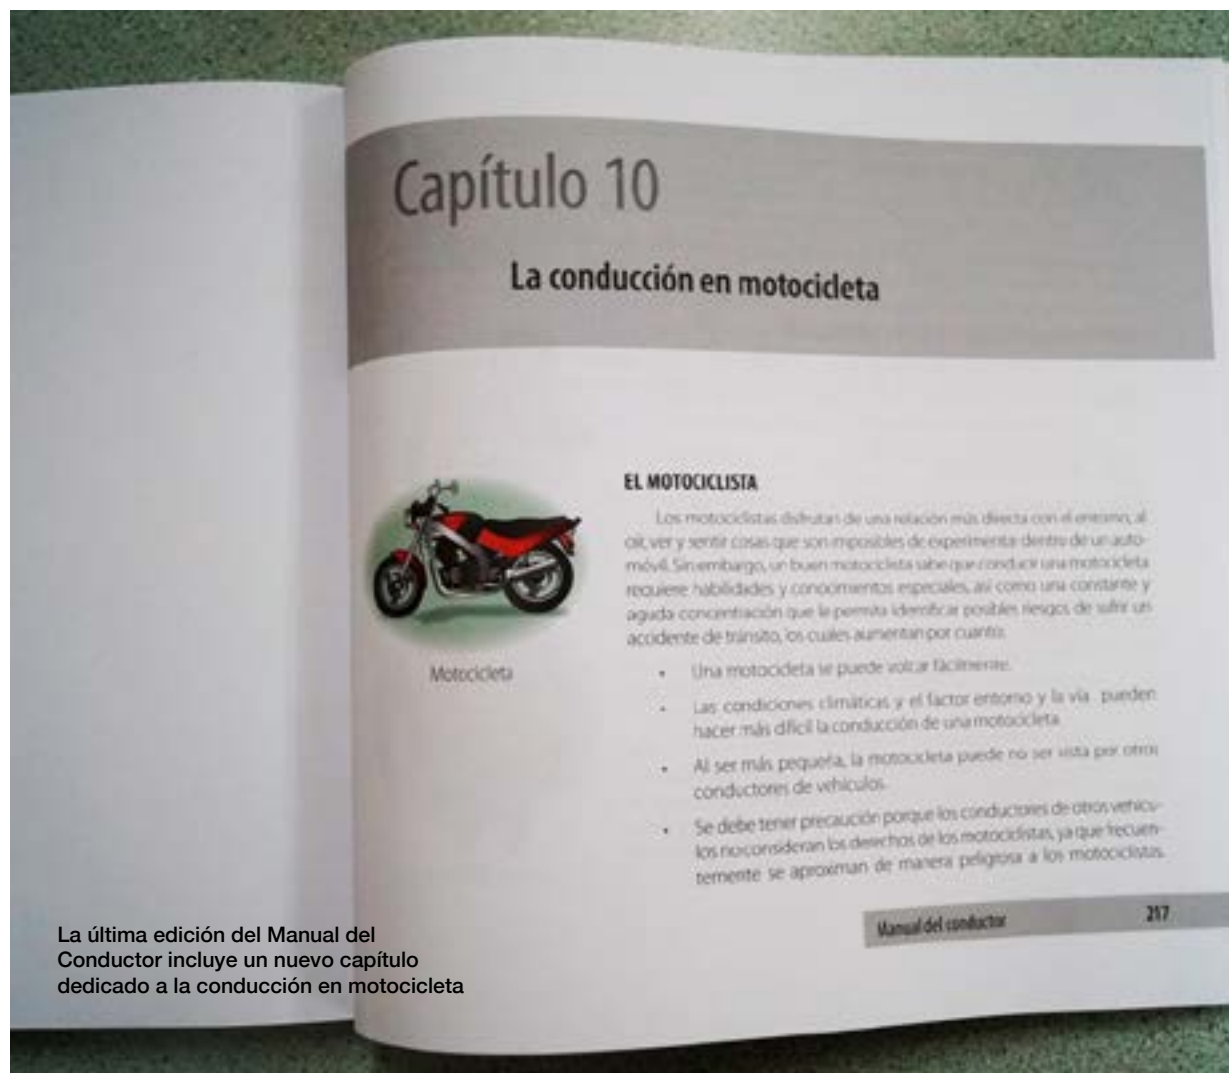 Capítulo 10
La conducción en motocicleta
EL MOTOCICLISTA
Los motociclistas disfrutan de una relación más directa con el entorno, al
oír, ver y sentir cosas que son imposibles de experimentar dentro de un auto-
móvil. Sin embargo, un buen motociclista sabe que conducir una motocicleta
requiere habilidades y conocimientos especiales, así como una constante y
aguda concentración que le permita identificar posibles riesgos de sufrir un
accidente de tránsito, los cuales aumentan por cuanto:
Motocicleta
• Una motocicleta se puede volcar fácilmente.
• Las condiciones climáticas y el factor entorno y la vía pueden
hacer más difícil la conducción de una motocicleta.
• Al ser más pequeña, la motocicleta puede no ser vista por otros
conductores de vehículos.
• Se debe tener precaución porque los conductores de otros vehícu-
los no consideran los derechos de los motociclistas, ya que frecuen-
temente se aproximan de manera peligrosa a los motociclistas.
Manual del conductor 217
La última edición del Manual del
Conductor incluye un nuevo capítulo
dedicado a la conducción en motocicleta